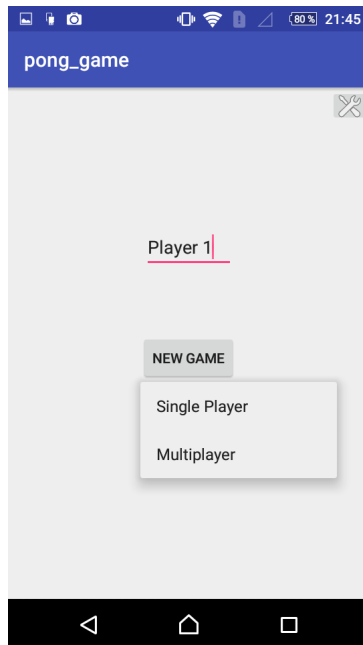 80 % 21:45
pong_game
Player 1
NEW GAME
Single Player
Multiplayer